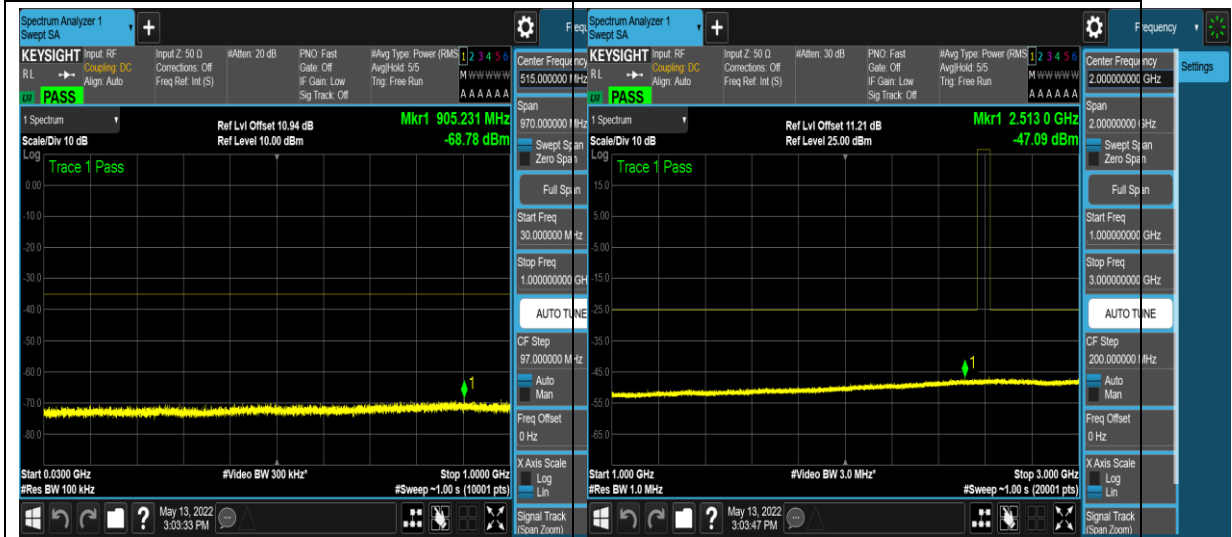 Spectrum Analyzer 1
Swept SA
Frequ
KEYSIGHT
RL
PASS
Input: RF
Coupling: DC
Align: Auto
Input Z: 50 Ω
Corrections: Off
Freq Ref: Int (S)
#Atten: 20 dB
PNO: Fast
Gate: Off
IF Gain: Low
Sig Track: Off
#Avg Type: Power (RMS
Avg|Hold: 5/5
Trig: Free Run
1 2 3 4 5 6
M W W W W W
A A A A A A
1 Spectrum
Scale/Div 10 dB
Log
Ref Lvl Offset 10.94 dB
Ref Level 10.00 dBm
Mkr1 905.231 MHz
-68.78 dBm
Trace 1 Pass
0.00
-10.0
-20.0
-30.0
-40.0
-50.0
-60.0
-70.0
-80.0
1
Start 0.0300 GHz
#Res BW 100 kHz
#Video BW 300 kHz*
Stop 1.0000 GHz
#Sweep ~1.00 s (10001 pts)
May 13, 2022
3:03:33 PM
Center Frequency
515.000000 MHz
Span
970.000000 MHz
Swept Span
Zero Span
Full Span
Start Freq
30.000000 MHz
Stop Freq
1.000000000 GH
AUTO TUNE
CF Step
97.000000 MHz
Auto
Man
Freq Offset
0 Hz
X Axis Scale
Log
Lin
Signal Track
(Span Zoom)
Spectrum Analyzer 1
Swept SA
Frequency
KEYSIGHT
RL
PASS
Input: RF
Coupling: DC
Align: Auto
Input Z: 50 Ω
Corrections: Off
Freq Ref: Int (S)
#Atten: 30 dB
PNO: Fast
Gate: Off
IF Gain: Low
Sig Track: Off
#Avg Type: Power (RMS
Avg|Hold: 5/5
Trig: Free Run
1 2 3 4 5 6
M W W W W W
A A A A A A
1 Spectrum
Scale/Div 10 dB
Log
Ref Lvl Offset 11.21 dB
Ref Level 25.00 dBm
Mkr1 2.513 0 GHz
-47.09 dBm
Trace 1 Pass
15.0
5.00
-5.00
-15.0
-25.0
-35.0
-45.0
-55.0
-65.0
1
Start 1.000 GHz
#Res BW 1.0 MHz
#Video BW 3.0 MHz*
Stop 3.000 GHz
#Sweep ~1.00 s (20001 pts)
May 13, 2022
3:03:47 PM
Center Frequency
2.000000000 GHz
Span
2.00000000 GHz
Swept Span
Zero Span
Full Span
Start Freq
1.000000000 GHz
Stop Freq
3.000000000 GHz
AUTO TUNE
CF Step
200.000000 MHz
Auto
Man
Freq Offset
0 Hz
X Axis Scale
Log
Lin
Signal Track
(Span Zoom)
Settings